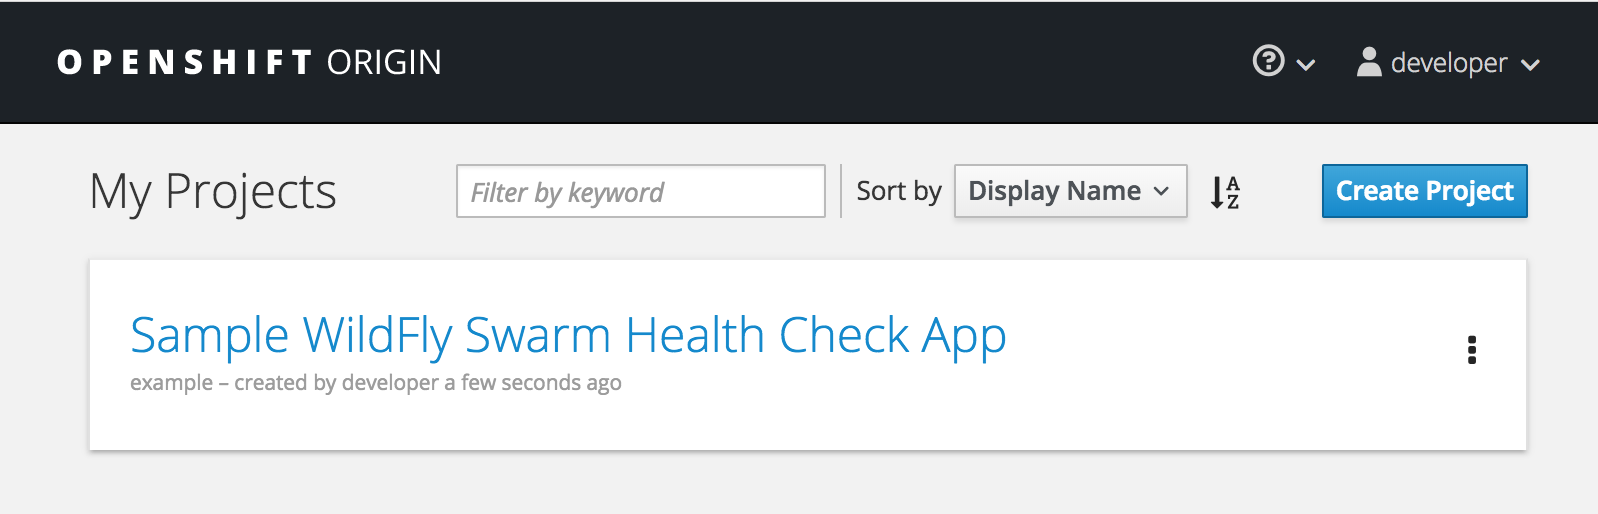 OPENSHIFT ORIGIN
developer
My Projects
Filter by keyword
Sort by
Display Name
A
Z
Create Project
Sample WildFly Swarm Health Check App
example – created by developer a few seconds ago